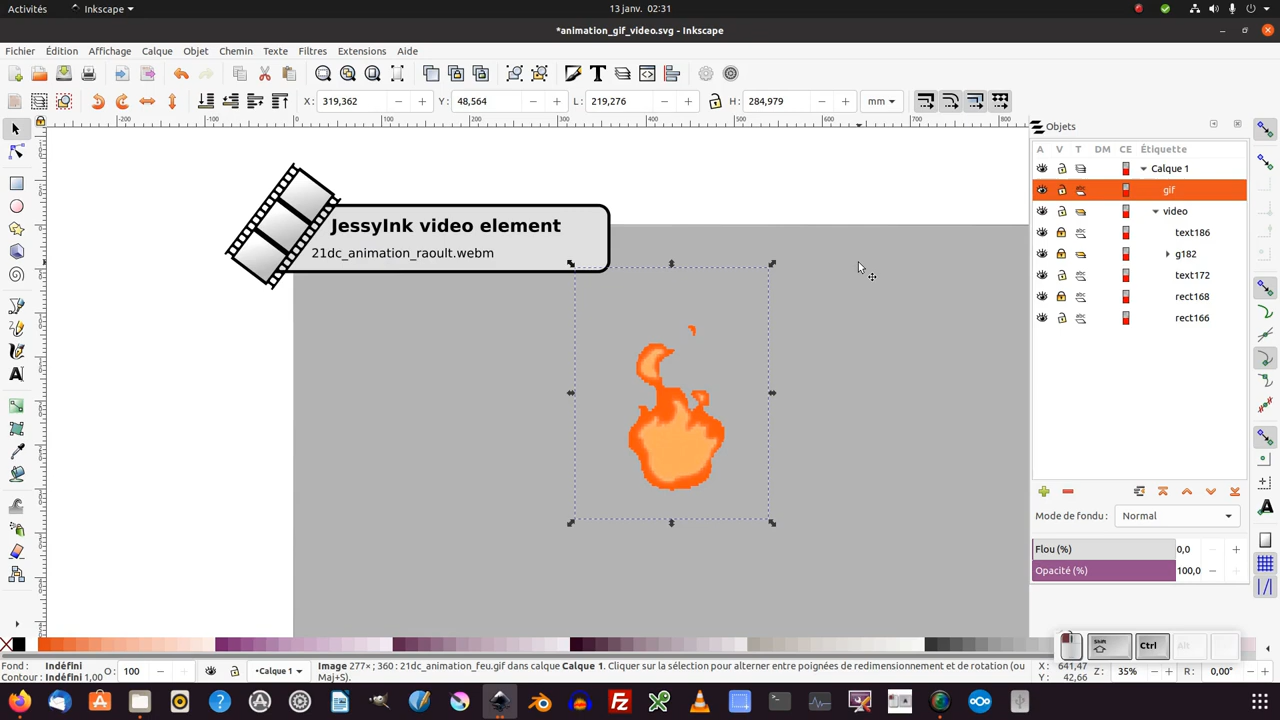 Activités
Inkscape
13 janv. 02:31
*animation_gif_video.svg - Inkscape
Fichier Édition Affichage Calque Objet Chemin Texte Filtres Extensions Aide
X: 319,362 Y: 48,564 L: 219,276 H: 284,979 mm
Objets
A V T DM CE Étiquette
Calque 1
gif
video
text186
g182
text172
rect168
rect166
JessyInk video element
21dc_animation_raoult.webm
Mode de fondu : Normal
Flou (%) 0,0
Opacité (%) 100,0
Shift Ctrl Alt
Fond : Indéfini
Contour : Indéfini 1,00
O: 100
•Calque 1
Image 277× ; 360 : 21dc_animation_feu.gif dans calque Calque 1. Cliquer sur la sélection pour alterner entre poignées de redimensionnement et de rotation (ou Maj+S).
X: 641,47
Y: 42,66
Z: 35%
R: 0,00°